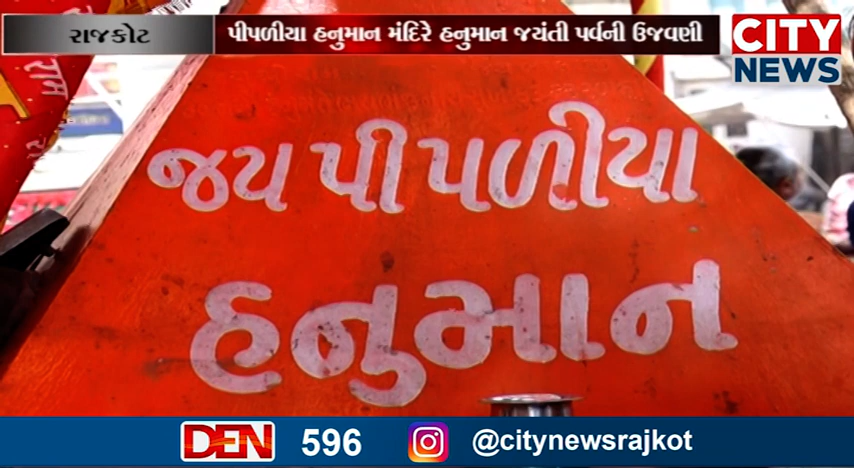 રાજકોટ
પીપળીયા હનુમાન મંદિરે હનુમાન જયંતી પર્વની ઉજવણી
CITY
NEWS
જય પીપળીયા
હનુમાન
DEN 596 @citynewsrajkot